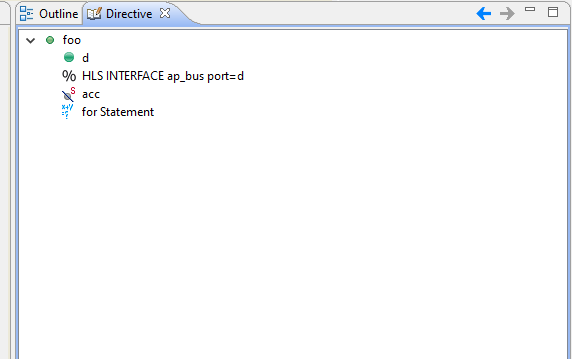 Outline Directive
foo
d
% HLS INTERFACE ap_bus port=d
S acc
x+y =? for Statement